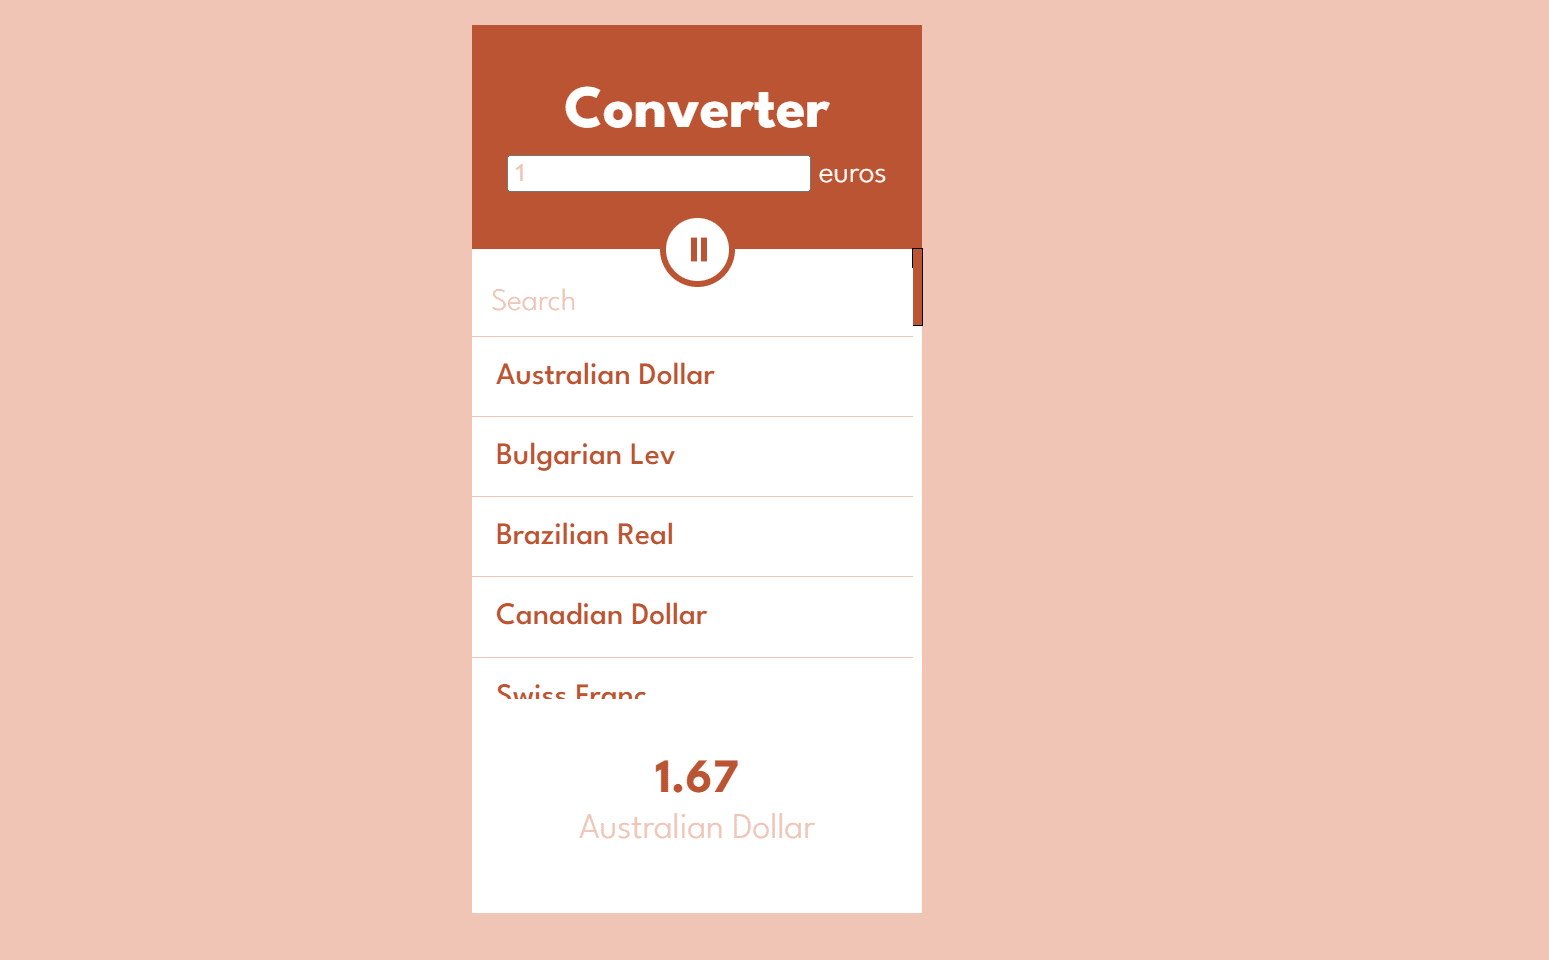 Converter
1 euros
Search
Australian Dollar
Bulgarian Lev
Brazilian Real
Canadian Dollar
Swiss Franc
1.67
Australian Dollar